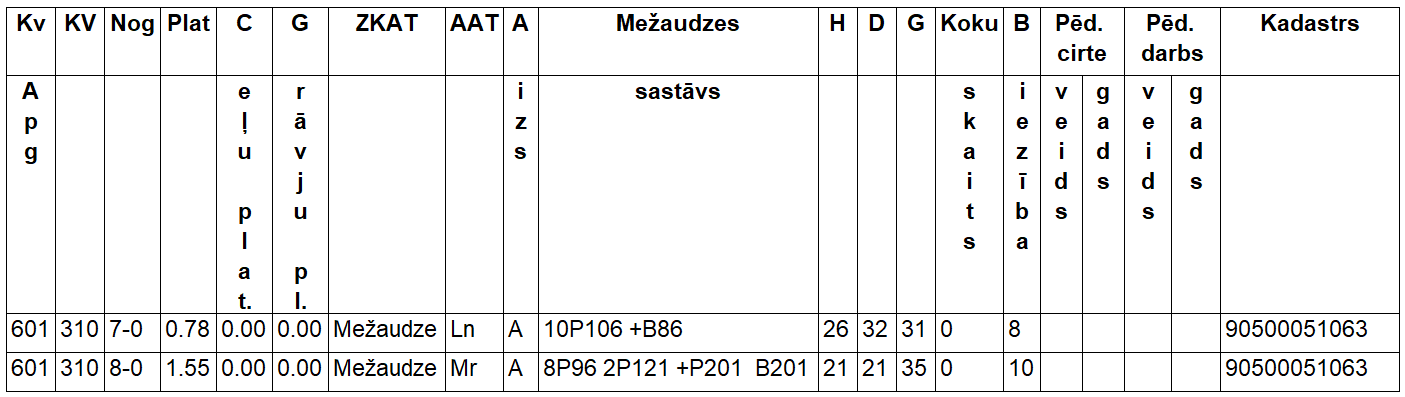 Kv KV Nog Plat C G ZKAT AAT A Mežaudzes H D G Koku B Pēd. cirte Pēd. darbs Kadastrs
Apg eļu plat. rāvju pl. izs sastāvs skaits iezība veids gads veids gads
601 310 7-0 0.78 0.00 0.00 Mežaudze Ln A 10P106 +B86 26 32 31 0 8 90500051063
601 310 8-0 1.55 0.00 0.00 Mežaudze Mr A 8P96 2P121 +P201 B201 21 21 35 0 10 90500051063